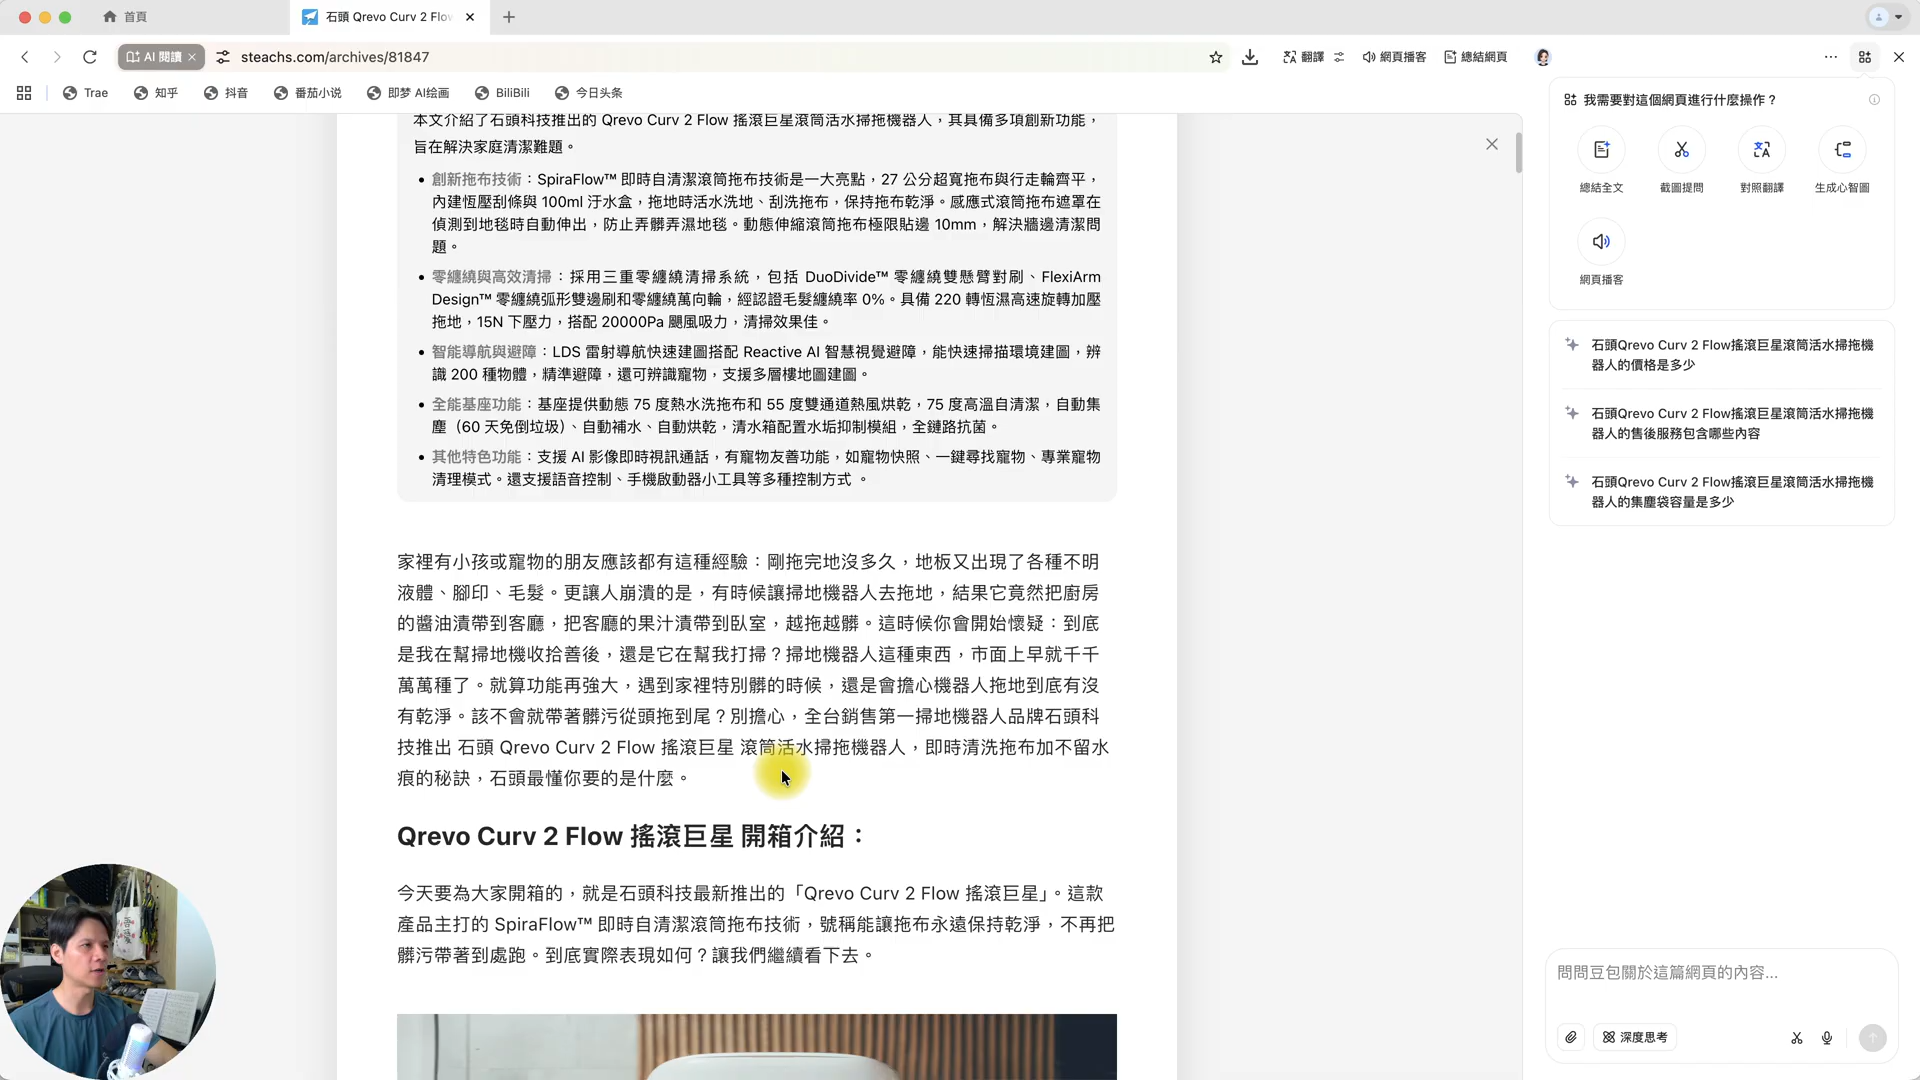 首頁
石頭 Qrevo Curv 2 Flow
AI 閱讀
steachs.com/archives/81847
翻譯
網頁播客
總結網頁
Trae
知乎
抖音
番茄小说
即梦 AI绘画
BiliBili
今日头条
本文介紹了石頭科技推出的 Qrevo Curv 2 Flow 搖滾巨星滾筒活水掃拖機器人，其具備多項創新功能，
旨在解決家庭清潔難題。
• 創新拖布技術：SpiraFlow™ 即時自清潔滾筒拖布技術是一大亮點，27 公分超寬拖布與行走輪齊平，
內建恆壓刮條與 100ml 汙水盒，拖地時活水洗地、刮洗拖布，保持拖布乾淨。感應式滾筒拖布遮罩在
偵測到地毯時自動伸出，防止弄髒弄濕地毯。動態伸縮滾筒拖布極限貼邊 10mm，解決牆邊清潔問
題。
• 零纏繞與高效清掃：採用三重零纏繞清掃系統，包括 DuoDivide™ 零纏繞雙懸臂對刷、FlexiArm
Design™ 零纏繞弧形雙邊刷和零纏繞萬向輪，經認證毛髮纏繞率 0%。具備 220 轉恆濕高速旋轉加壓
拖地，15N 下壓力，搭配 20000Pa 颶風吸力，清掃效果佳。
• 智能導航與避障：LDS 雷射導航快速建圖搭配 Reactive AI 智慧視覺避障，能快速掃描環境建圖，辨
識 200 種物體，精準避障，還可辨識寵物，支援多層樓地圖建圖。
• 全能基座功能：基座提供動態 75 度熱水洗拖布和 55 度雙通道熱風烘乾，75 度高溫自清潔，自動集
塵（60 天免倒垃圾）、自動補水、自動烘乾，清水箱配置水垢抑制模組，全鏈路抗菌。
• 其他特色功能：支援 AI 影像即時視訊通話，有寵物友善功能，如寵物快照、一鍵尋找寵物、專業寵物
清理模式。還支援語音控制、手機啟動器小工具等多種控制方式 。
家裡有小孩或寵物的朋友應該都有這種經驗：剛拖完地沒多久，地板又出現了各種不明
液體、腳印、毛髮。更讓人崩潰的是，有時候讓掃地機器人去拖地，結果它竟然把廚房
的醬油漬帶到客廳，把客廳的果汁漬帶到臥室，越拖越髒。這時候你會開始懷疑：到底
是我在幫掃地機收拾善後，還是它在幫我打掃？掃地機器人這種東西，市面上早就千千
萬萬種了。就算功能再強大，遇到家裡特別髒的時候，還是會擔心機器人拖地到底有沒
有乾淨。該不會就帶著髒污從頭拖到尾？別擔心，全台銷售第一掃地機器人品牌石頭科
技推出 石頭 Qrevo Curv 2 Flow 搖滾巨星 滾筒活水掃拖機器人，即時清洗拖布加不留水
痕的秘訣，石頭最懂你要的是什麼。
Qrevo Curv 2 Flow 搖滾巨星 開箱介紹：
今天要為大家開箱的，就是石頭科技最新推出的「Qrevo Curv 2 Flow 搖滾巨星」。這款
產品主打的 SpiraFlow™ 即時自清潔滾筒拖布技術，號稱能讓拖布永遠保持乾淨，不再把
髒污帶著到處跑。到底實際表現如何？讓我們繼續看下去。
我需要對這個網頁進行什麼操作？
總結全文
截圖提問
對照翻譯
生成心智圖
網頁播客
石頭Qrevo Curv 2 Flow搖滾巨星滾筒活水掃拖機
器人的價格是多少
石頭Qrevo Curv 2 Flow搖滾巨星滾筒活水掃拖機
器人的售後服務包含哪些內容
石頭Qrevo Curv 2 Flow搖滾巨星滾筒活水掃拖機
器人的集塵袋容量是多少
問問豆包關於這篇網頁的內容...
深度思考